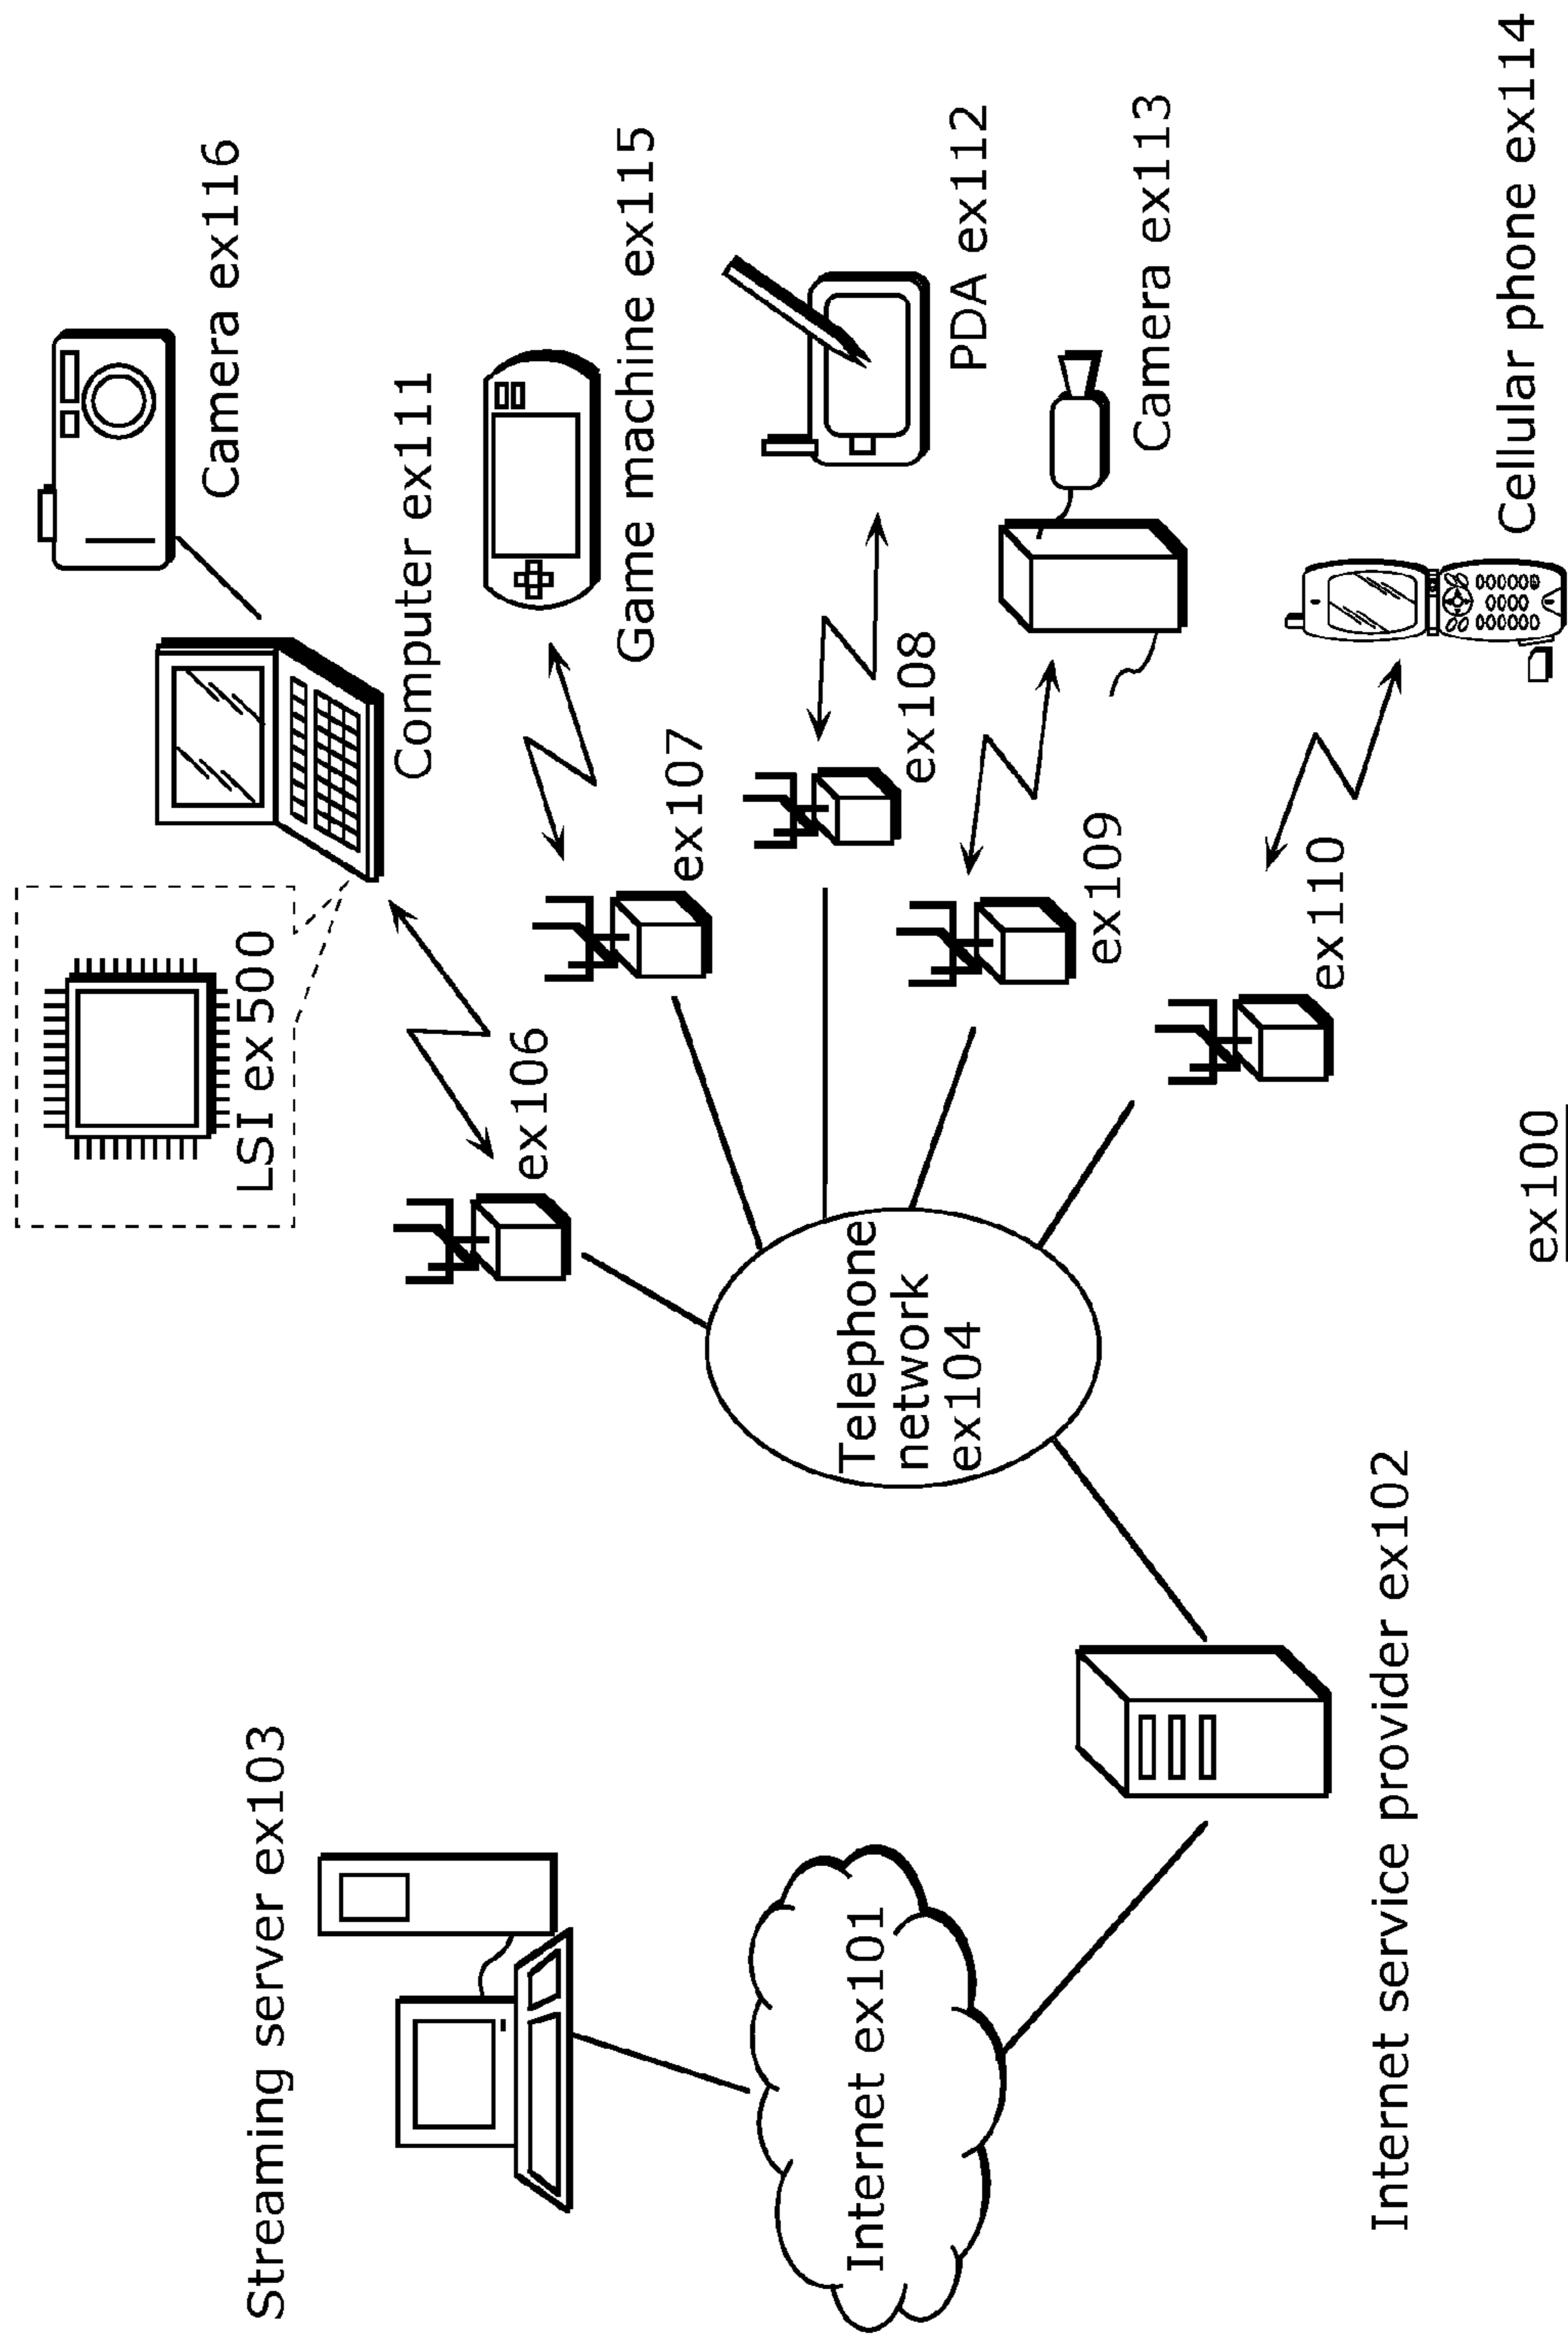 Streaming server ex103
Internet ex101
Internet service provider ex102
Telephone
network
ex104
LSI ex500
ex106
ex107
ex108
ex109
ex110
Camera ex116
Computer ex111
Game machine ex115
PDA ex112
Camera ex113
Cellular phone ex114
ex100